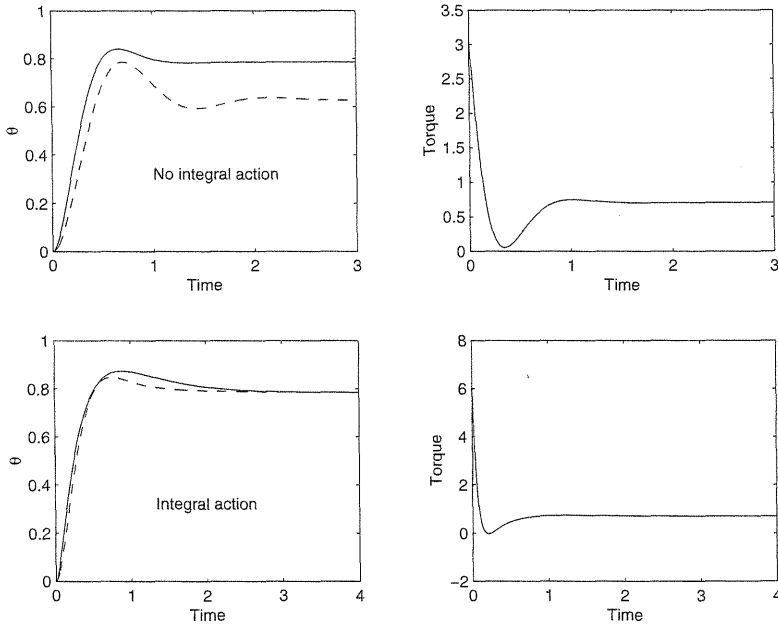 1
0.8
0.6
0.4
0.2
0
θ
No integral action
0 1 2 3
Time
3.5
3
2.5
2
1.5
1
0.5
0
Torque
0 1 2 3
Time
1
0.8
0.6
0.4
0.2
0
θ
Integral action
0 1 2 3 4
Time
8
6
4
2
0
−2
Torque
0 1 2 3 4
Time